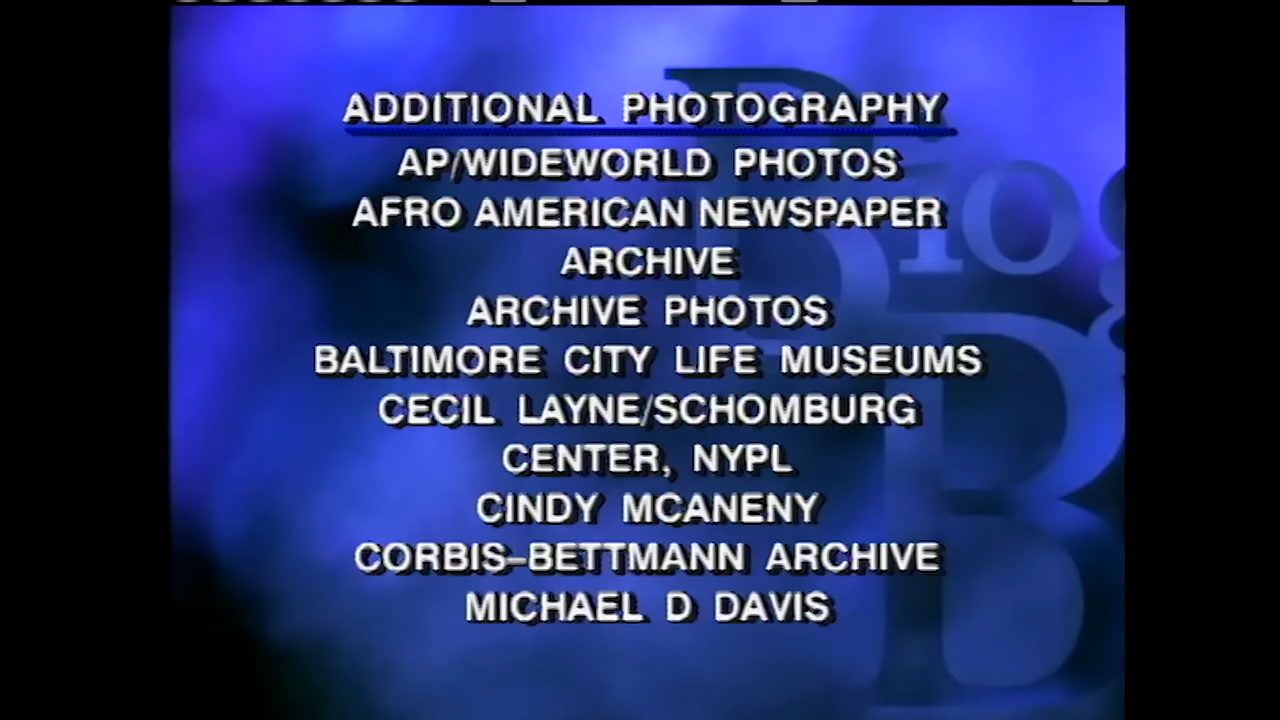 ADDITIONAL PHOTOGRAPHY
AP/WIDEWORLD PHOTOS
AFRO AMERICAN NEWSPAPER
ARCHIVE
ARCHIVE PHOTOS
BALTIMORE CITY LIFE MUSEUMS
CECIL LAYNE/SCHOMBURG
CENTER, NYPL
CINDY MCANENY
CORBIS–BETTMANN ARCHIVE
MICHAEL D DAVIS
Biog
B